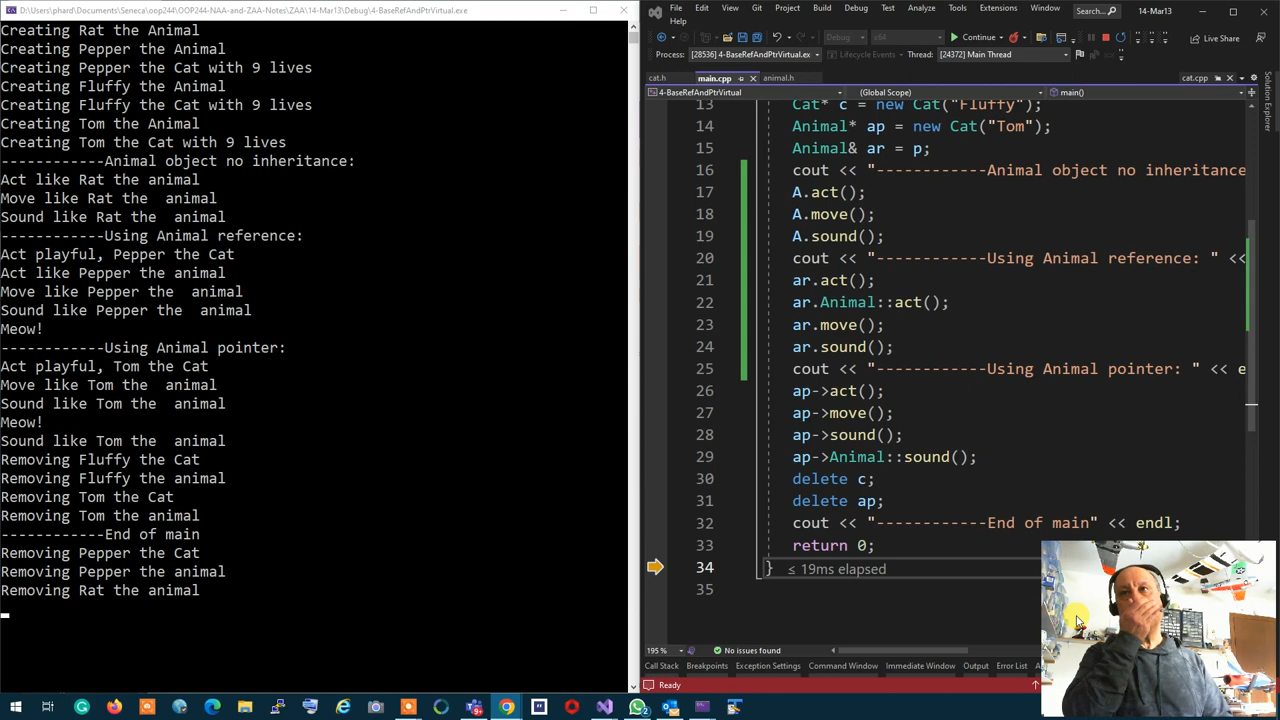 D:\Users\phard\Documents\Seneca\oop244\OOP244-NAA-and-ZAA-Notes\ZAA\14-Mar13\Debug\4-BaseRefAndPtrVirtual.exe
Creating Rat the Animal
Creating Pepper the Animal
Creating Pepper the Cat with 9 lives
Creating Fluffy the Animal
Creating Fluffy the Cat with 9 lives
Creating Tom the Animal
Creating Tom the Cat with 9 lives
------------Animal object no inheritance:
Act like Rat the animal
Move like Rat the  animal
Sound like Rat the  animal
------------Using Animal reference:
Act playful, Pepper the Cat
Act like Pepper the animal
Move like Pepper the  animal
Sound like Pepper the  animal
Meow!
------------Using Animal pointer:
Act playful, Tom the Cat
Move like Tom the  animal
Sound like Tom the  animal
Meow!
Sound like Tom the  animal
Removing Fluffy the Cat
Removing Fluffy the animal
Removing Tom the Cat
Removing Tom the animal
------------End of main
Removing Pepper the Cat
Removing Pepper the animal
Removing Rat the animal
File Edit View Git Project Build Debug Test Analyze Tools Extensions Window Search... 14-Mar13
Help
Debug x64 Continue Live Share
Process: [28536] 4-BaseRefAndPtrVirtual.ex Lifecycle Events Thread: [24372] Main Thread
cat.h main.cpp animal.h cat.cpp
4-BaseRefAndPtrVirtual (Global Scope) main()
Solution Explorer
13 Cat* c = new Cat("Fluffy");
14 Animal* ap = new Cat("Tom");
15 Animal& ar = p;
16 cout << "------------Animal object no inheritance
17 A.act();
18 A.move();
19 A.sound();
20 cout << "------------Using Animal reference: " <<
21 ar.act();
22 ar.Animal::act();
23 ar.move();
24 ar.sound();
25 cout << "------------Using Animal pointer: " << e
26 ap->act();
27 ap->move();
28 ap->sound();
29 ap->Animal::sound();
30 delete c;
31 delete ap;
32 cout << "------------End of main" << endl;
33 return 0;
34 } ≤ 19ms elapsed
35
195 % No issues found
Call Stack Breakpoints Exception Settings Command Window Immediate Window Output Error List
Ready